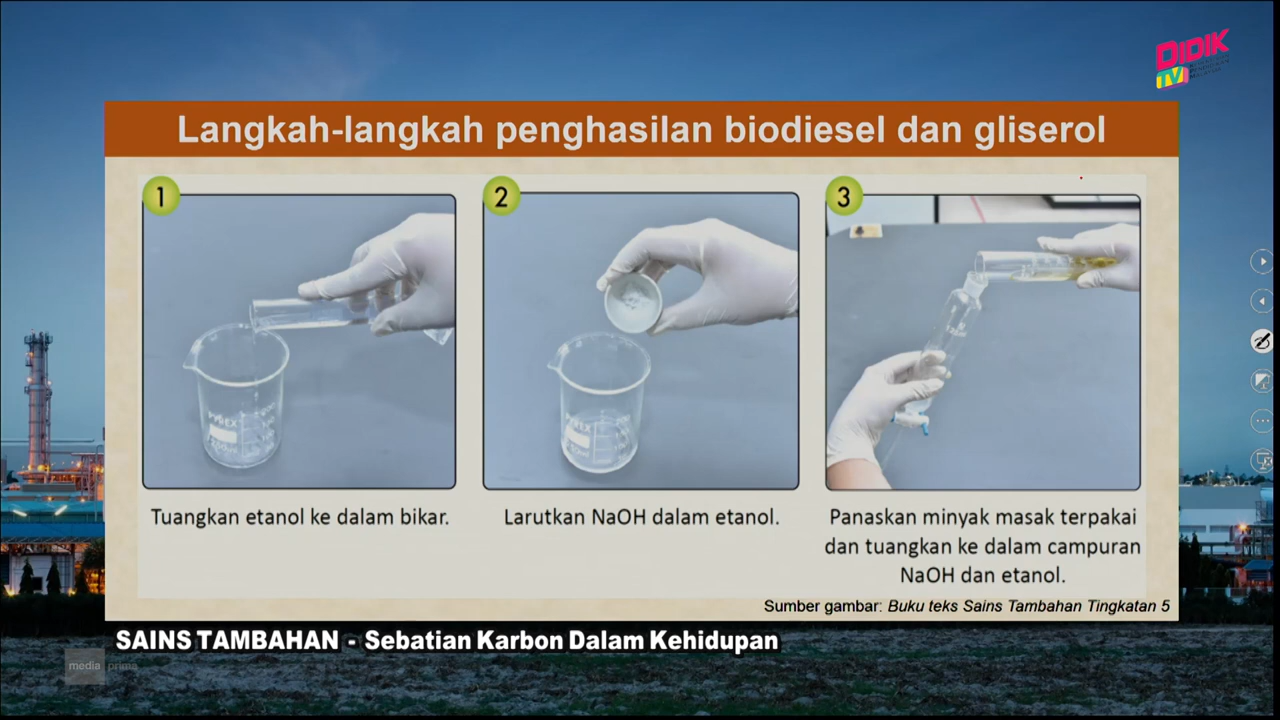 DIDIK
TV
Langkah-langkah penghasilan biodiesel dan gliserol
1
2
3
PYREX
PYREX
Tuangkan etanol ke dalam bikar.
Larutkan NaOH dalam etanol.
Panaskan minyak masak terpakai
dan tuangkan ke dalam campuran
NaOH dan etanol.
Sumber gambar: Buku teks Sains Tambahan Tingkatan 5
SAINS TAMBAHAN - Sebatian Karbon Dalam Kehidupan
media prima